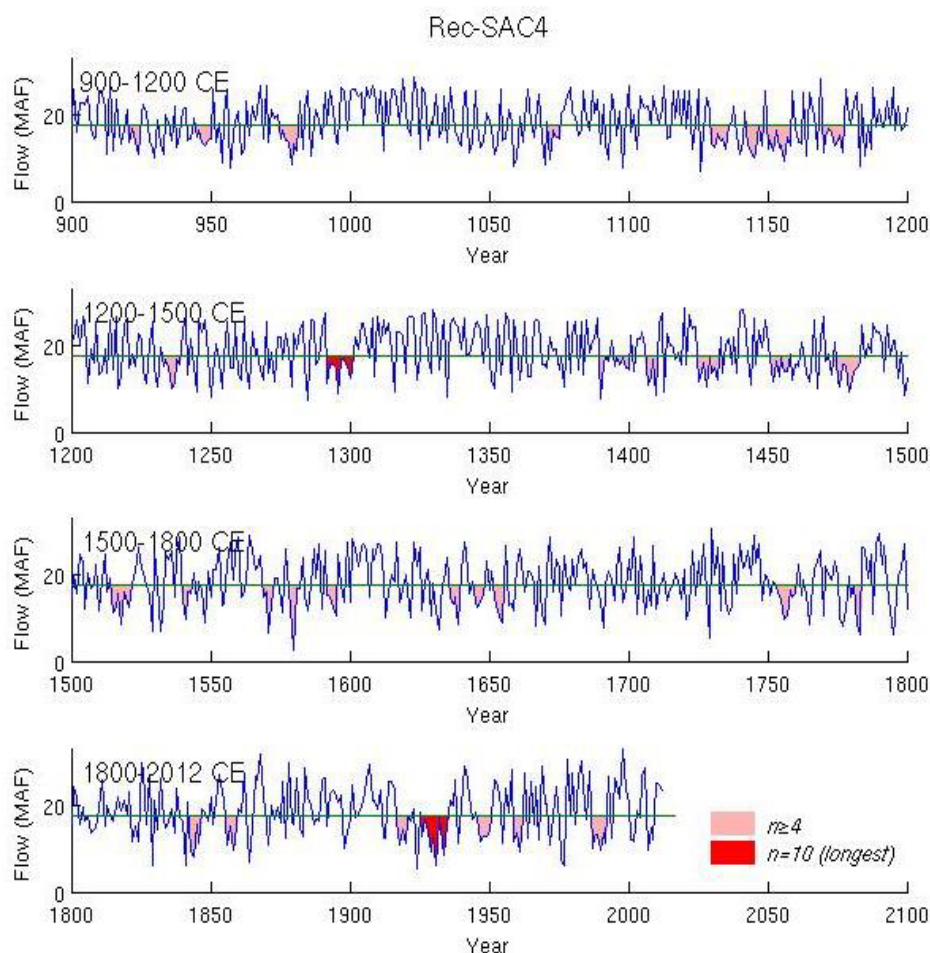 Rec-SAC4
900-1200 CE
Flow (MAF)
20
0
900 950 1000 1050 1100 1150 1200
Year
1200-1500 CE
Flow (MAF)
20
0
1200 1250 1300 1350 1400 1450 1500
Year
1500-1800 CE
Flow (MAF)
20
0
1500 1550 1600 1650 1700 1750 1800
Year
1800-2012 CE
Flow (MAF)
20
0
n≥4
n=10 (longest)
1800 1850 1900 1950 2000 2050 2100
Year